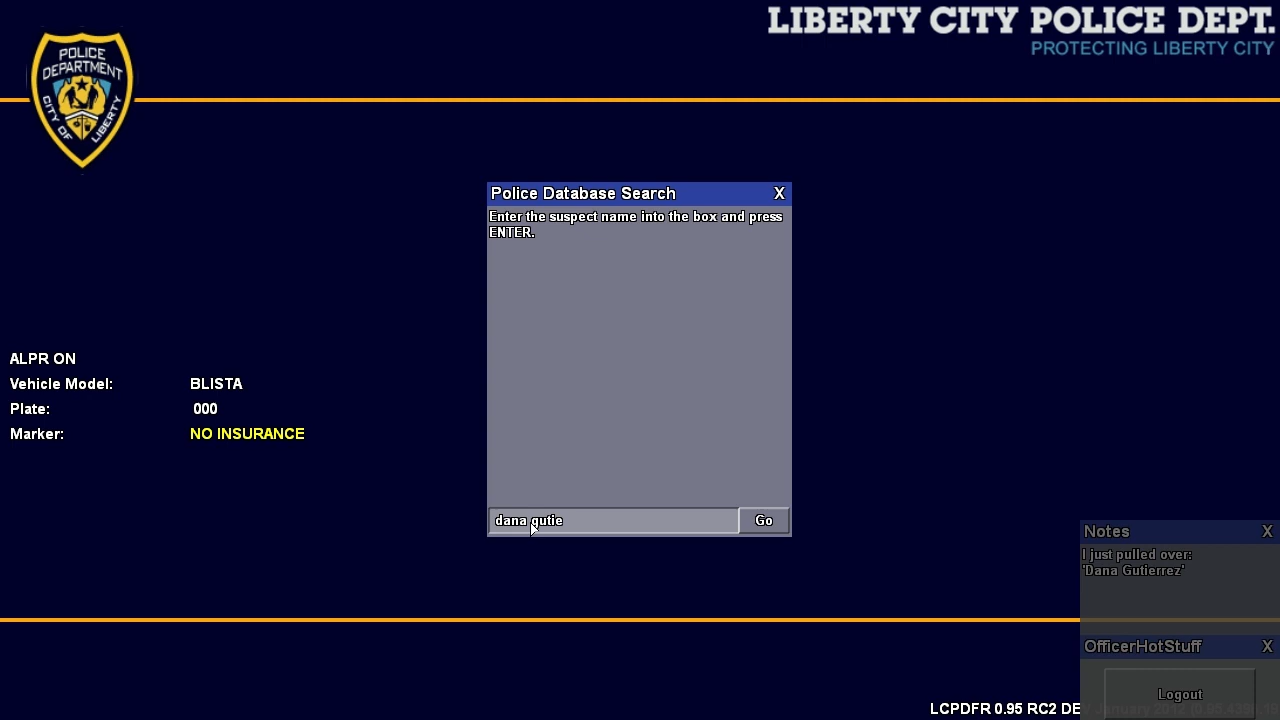 LIBERTY CITY POLICE DEPT.
PROTECTING LIBERTY CITY
POLICE
DEPARTMENT
CITY OF
LIBERTY
Police Database Search X
Enter the suspect name into the box and press
ENTER.
ALPR ON
Vehicle Model: BLISTA
Plate: 000
Marker: NO INSURANCE
dana gutie Go
Notes X
I just pulled over:
'Dana Gutierrez'
OfficerHotStuff X
Logout
LCPDFR 0.95 RC2 DE